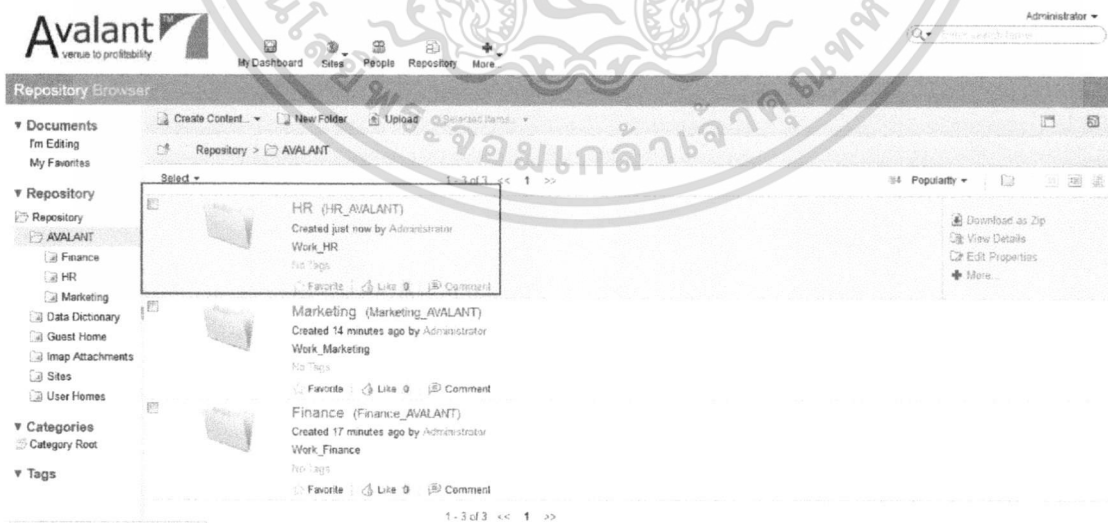 Avalant TM
venue to profitability
Administrator
My Dashboard Sites People Repository More...
Repository Browser
Create Content... New Folder Upload Selected Items...
Repository > AVALANT
Select 1 - 3 of 3 << 1 >> Popularity
Documents
I'm Editing
My Favorites
Repository
Repository
AVALANT
Finance
HR
Marketing
Data Dictionary
Guest Home
Imap Attachments
Sites
User Homes
Categories
Category Root
Tags
HR (HR_AVALANT)
Created just now by Administrator
Work_HR
No Tags
Favorite Like 0 Comment
Download as Zip
View Details
Edit Properties
More...
Marketing (Marketing_AVALANT)
Created 14 minutes ago by Administrator
Work_Marketing
No Tags
Favorite Like 0 Comment
Finance (Finance_AVALANT)
Created 17 minutes ago by Administrator
Work_Finance
No Tags
Favorite Like 0 Comment
1 - 3 of 3 << 1 >>